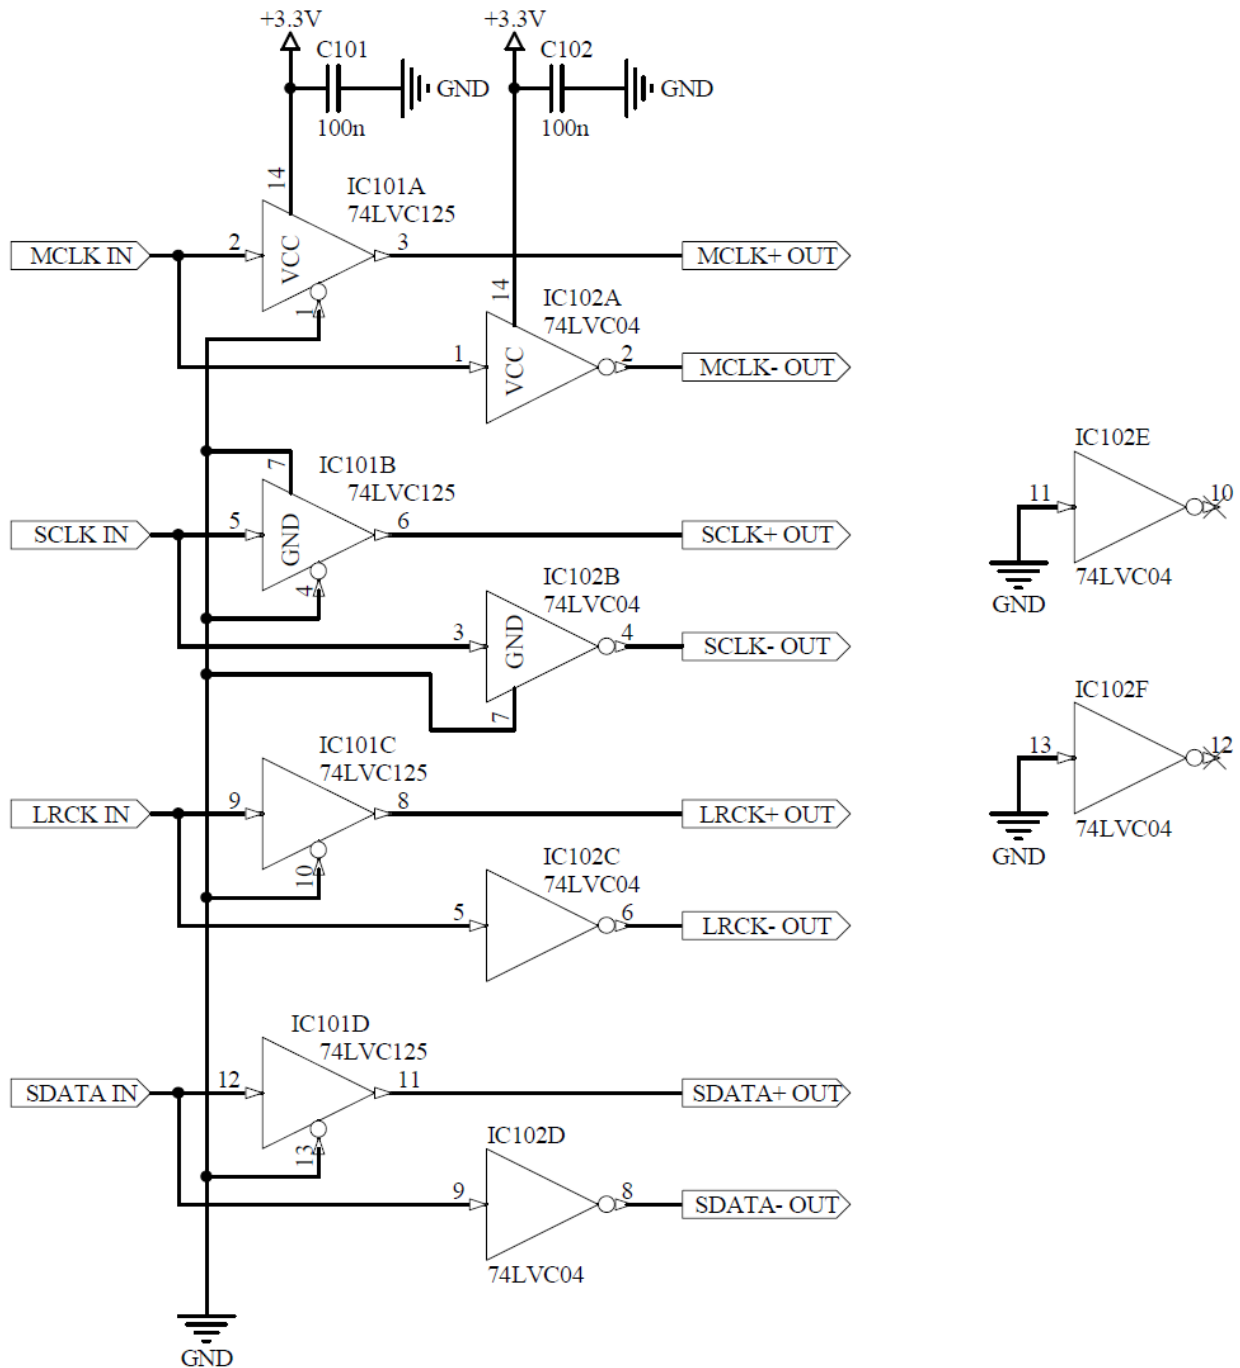 +3.3V +3.3V
C101 C102
GND GND
100n 100n
14
IC101A
74LVC125
MCLK IN 2 VCC 3 MCLK+ OUT
1
14
IC102A
74LVC04
1 VCC 2 MCLK- OUT
IC102E
7
IC101B
74LVC125
11 10
SCLK IN 5 GND 6 SCLK+ OUT
4
IC102B
74LVC04
74LVC04
GND
3 GND 4 SCLK- OUT
7
IC102F
IC101C
74LVC125
13 12
LRCK IN 9 8 LRCK+ OUT
74LVC04
GND
10
IC102C
74LVC04
5 6 LRCK- OUT
IC101D
74LVC125
SDATA IN 12 11 SDATA+ OUT
13
IC102D
9 8 SDATA- OUT
74LVC04
GND